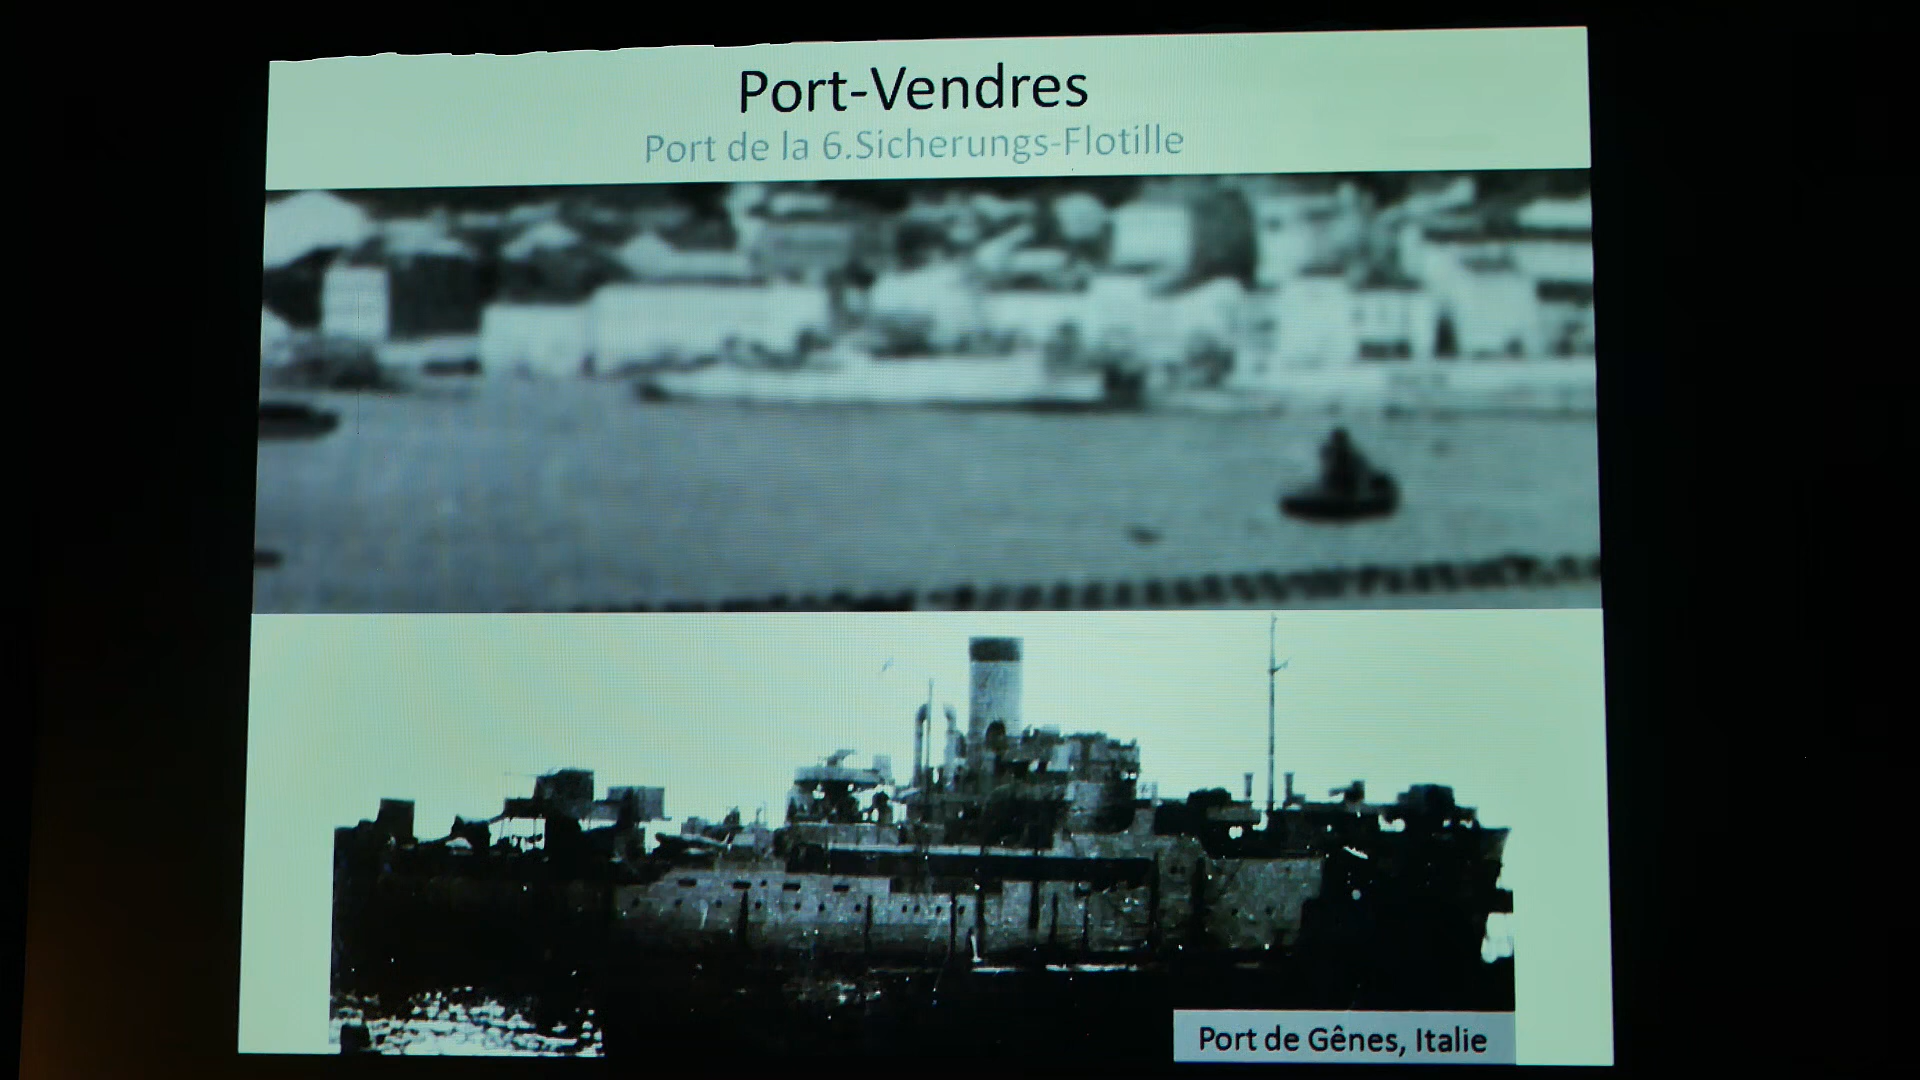 Port-Vendres
Port de la 6.Sicherungs-Flotille
Port de Gênes, Italie